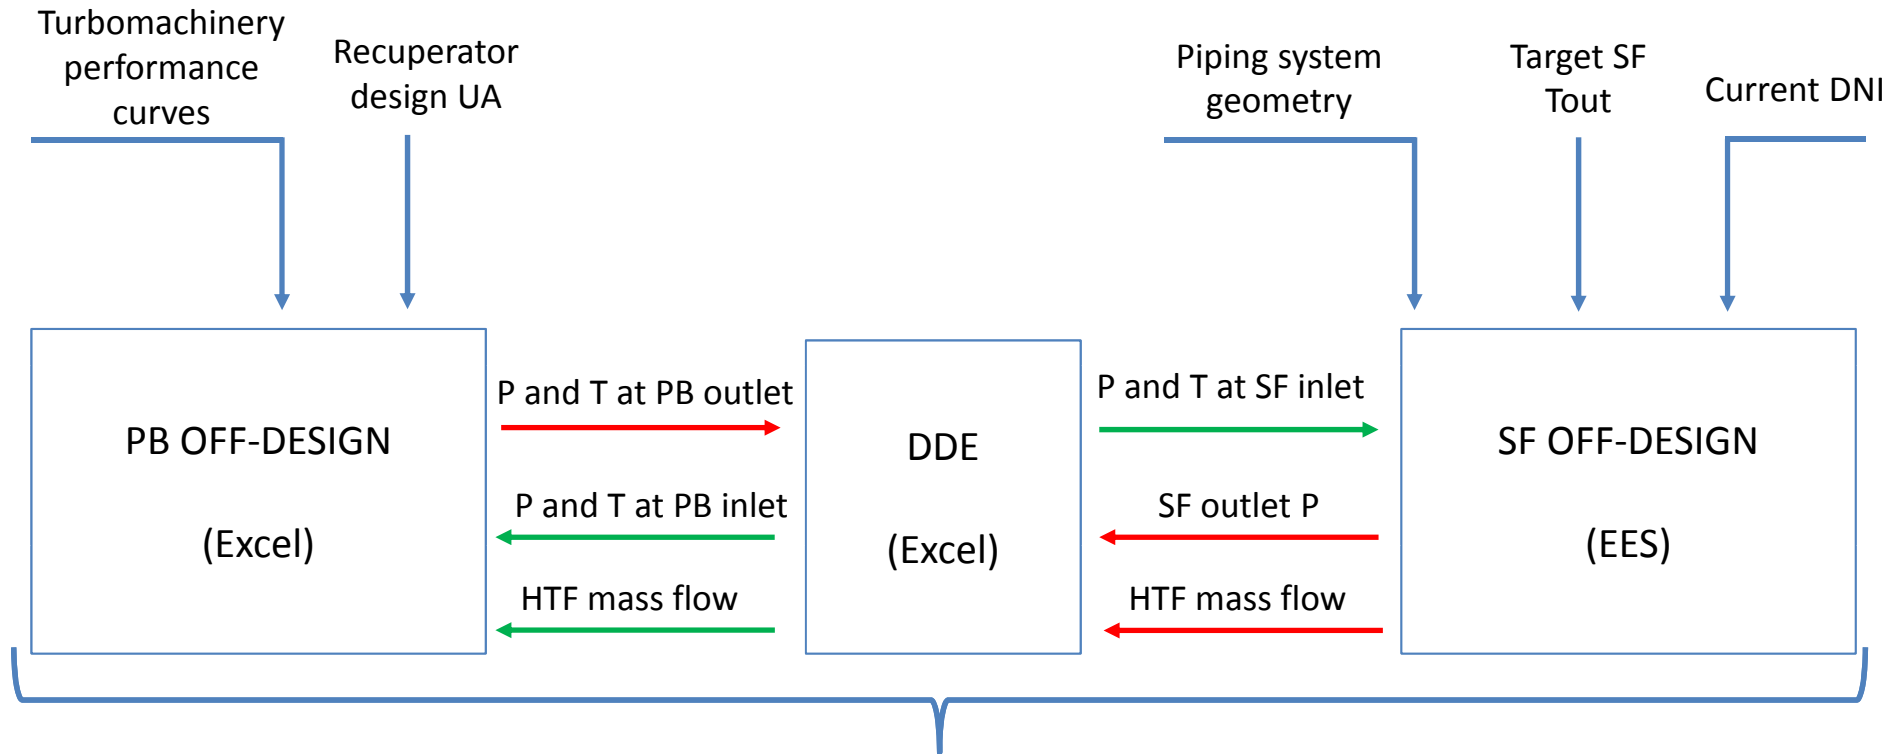 Turbomachinery
performance
curves
Recuperator
design UA
Piping system
geometry
Target SF
Tout
Current DNI
PB OFF-DESIGN
(Excel)
P and T at PB outlet
P and T at PB inlet
HTF mass flow
DDE
(Excel)
P and T at SF inlet
SF outlet P
HTF mass flow
SF OFF-DESIGN
(EES)